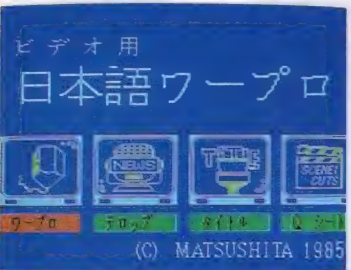 ビデオ用
日本語ワープロ
NEWS TITLE SCENE CUTS
ワープロ テロップ タイトル Q シート
(C) MATSUSHITA 1985